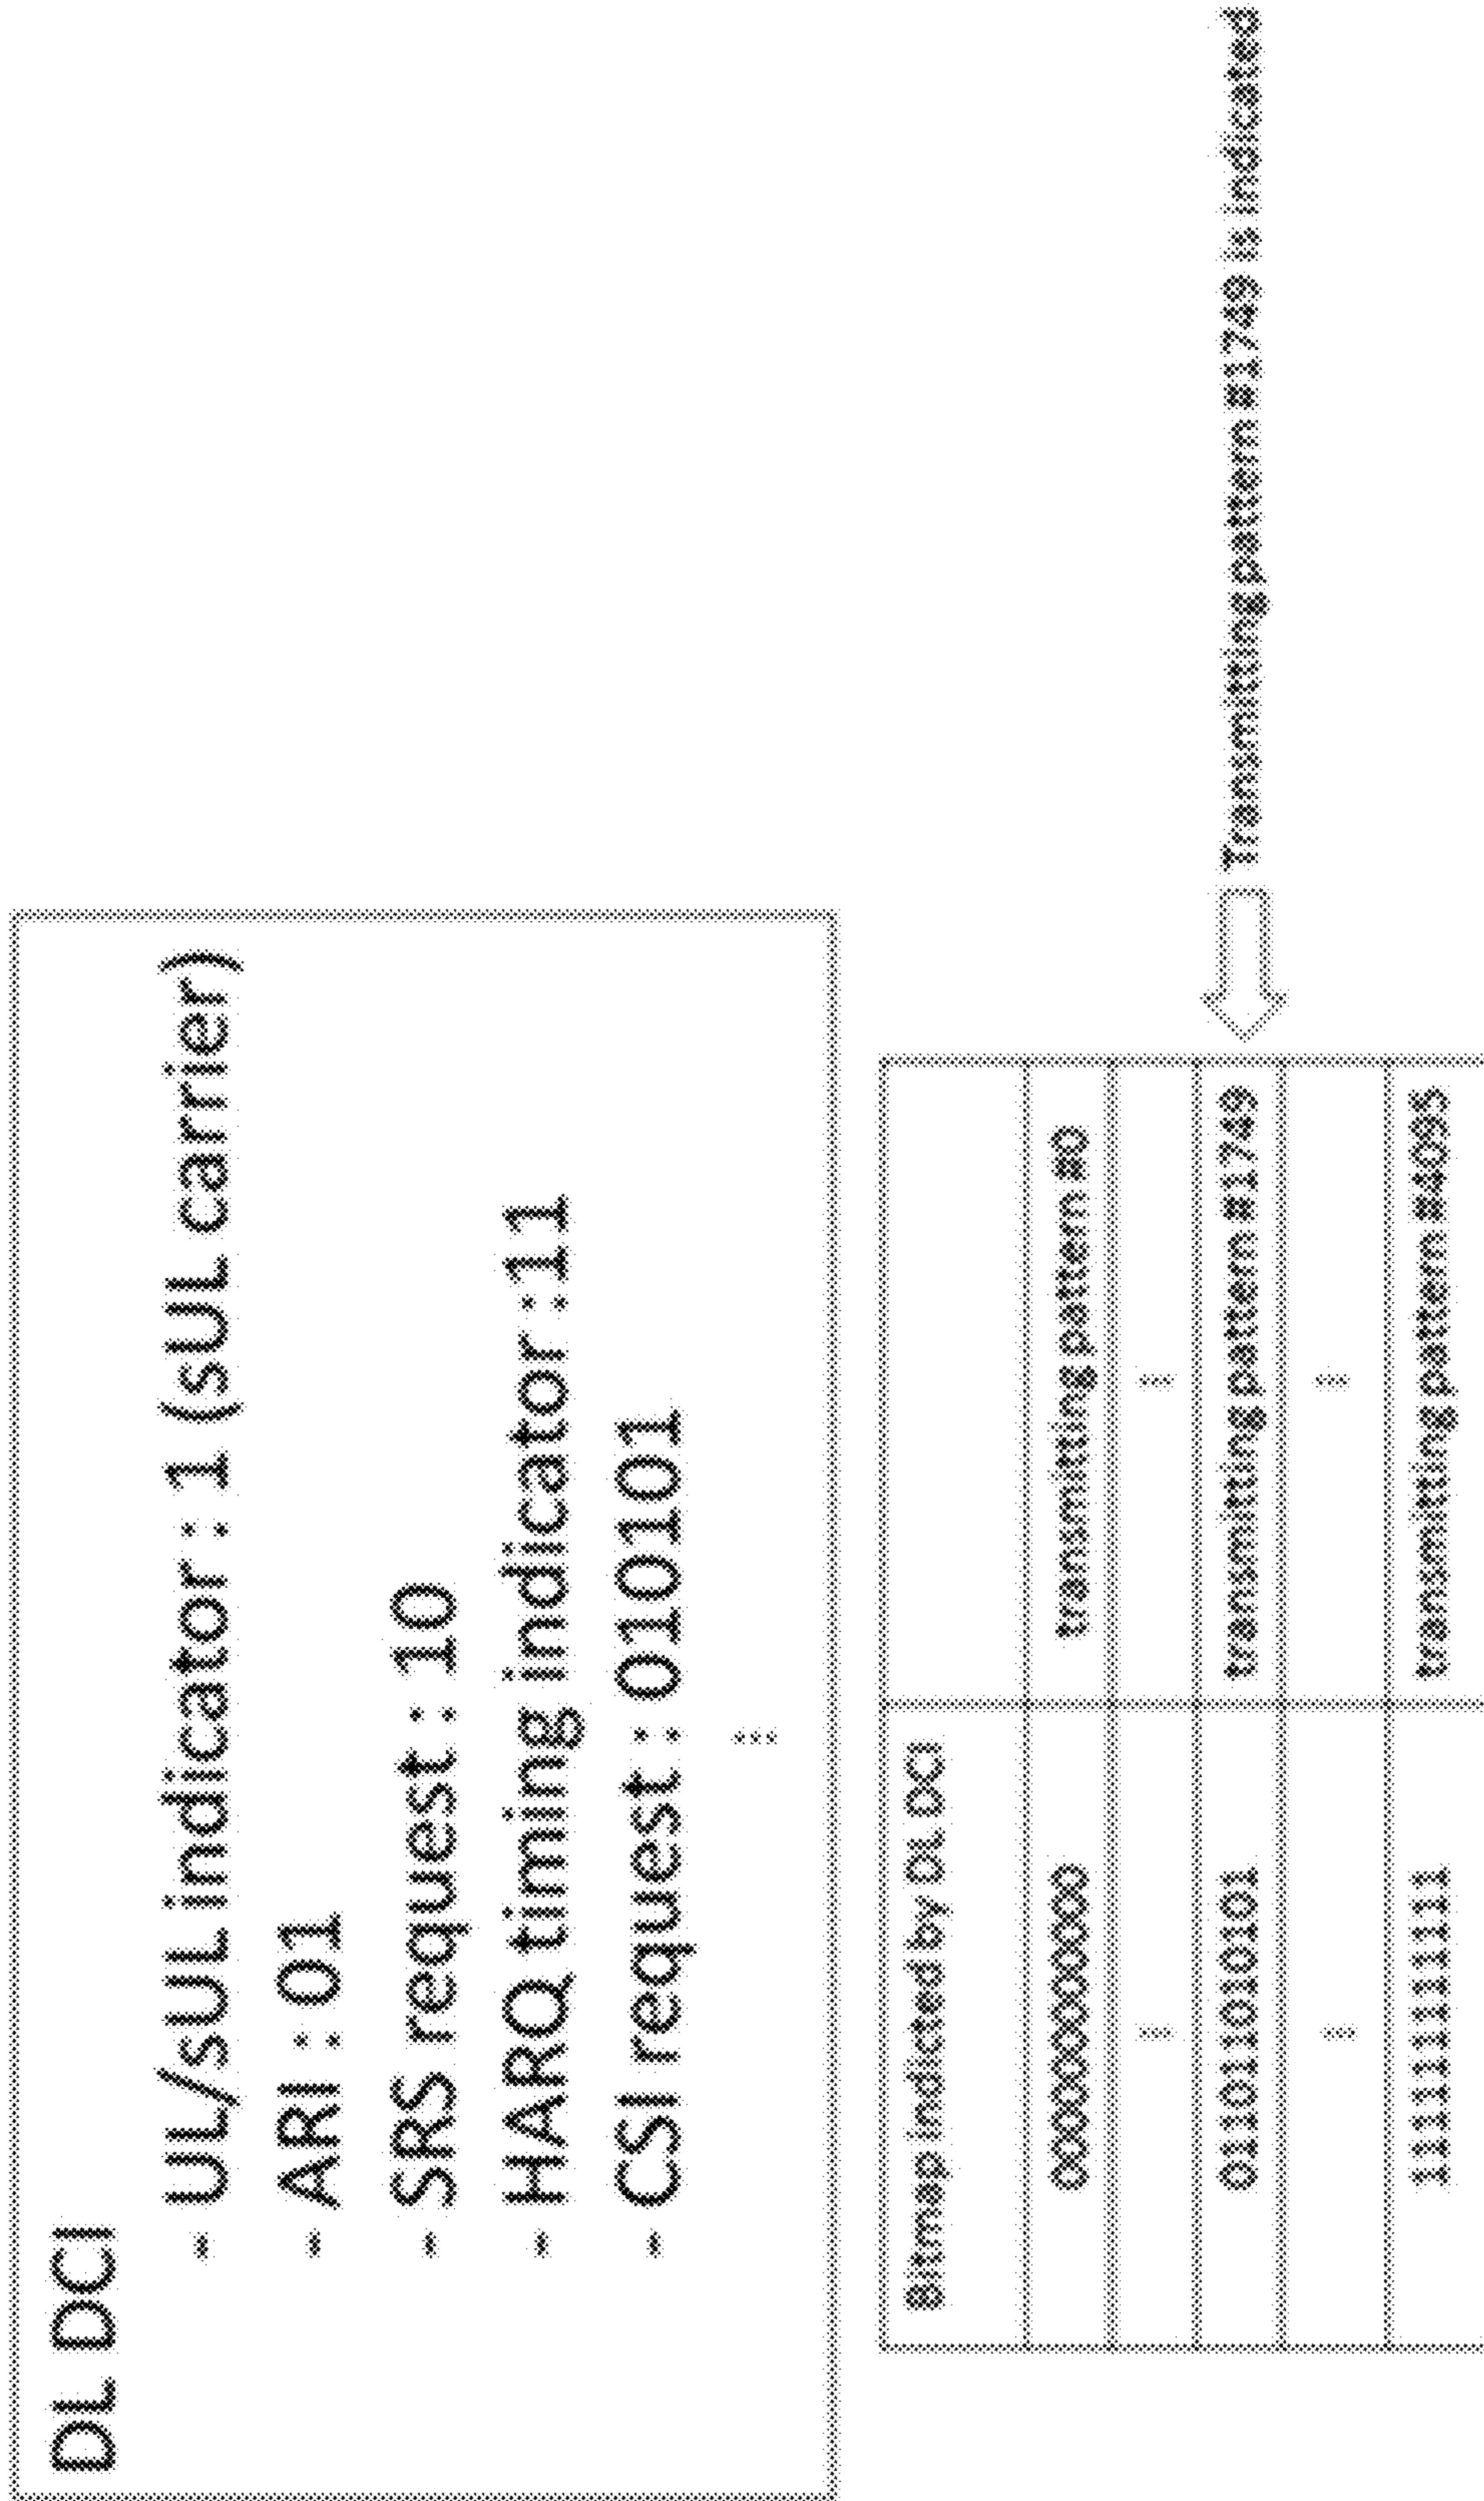 DL DCI
- UL/sUL indicator : 1 (sUL carrier)
- ARI : 01
- SRS request : 10
- HARQ timing indicator :11
- CSI request : 010101
...
Bitmap indicted by DL DCI
000000000000 transmitting pattern #0
... ...
011011010101 transmitting pattern #1749
Transmitting pattern #1749 is indicated
... ...
111111111111 transmitting pattern #4095